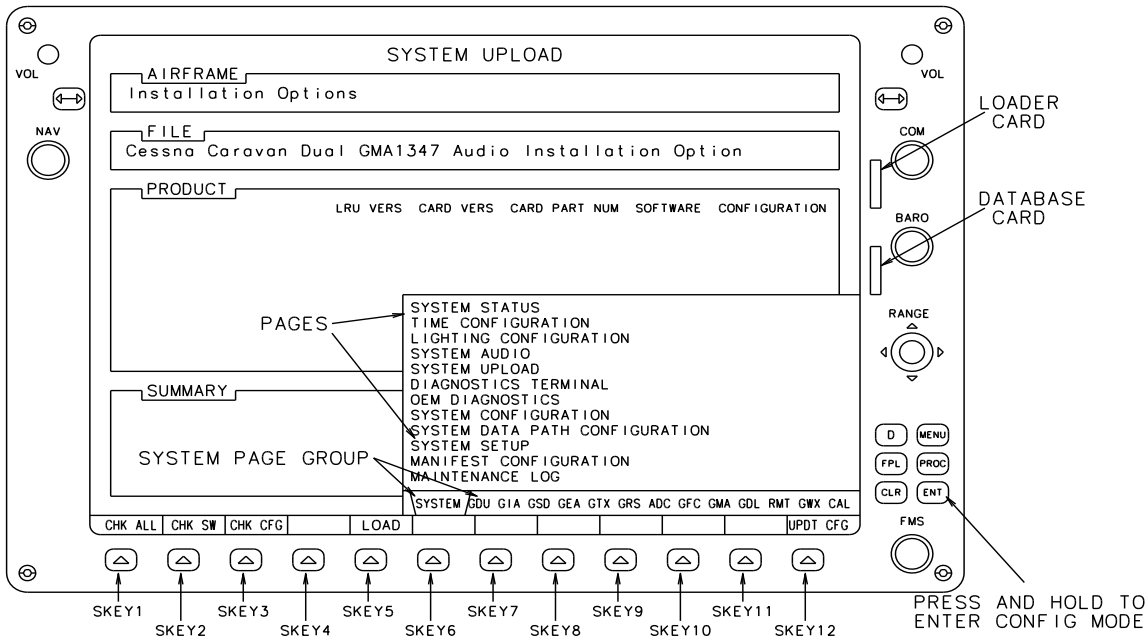 SYSTEM UPLOAD
VOL
VOL
AIRFRAME
Installation Options
LOADER
CARD
NAV
FILE
COM
Cessna Caravan Dual GMA1347 Audio Installation Option
PRODUCT
LRU VERS CARD VERS CARD PART NUM SOFTWARE CONFIGURATION
DATABASE
CARD
BARO
PAGES
SYSTEM STATUS
TIME CONFIGURATION
LIGHTING CONFIGURATION
SYSTEM AUDIO
SYSTEM UPLOAD
DIAGNOSTICS TERMINAL
OEM DIAGNOSTICS
SYSTEM CONFIGURATION
SYSTEM DATA PATH CONFIGURATION
SYSTEM SETUP
MANIFEST CONFIGURATION
MAINTENANCE LOG
RANGE
SUMMARY
SYSTEM PAGE GROUP
D MENU
FPL PROC
CLR ENT
SYSTEM GDU GIA GSD GEA GTX GRS ADC GFC GMA GDL RMT GWX CAL
CHK ALL CHK SW CHK CFG LOAD UPDT CFG
FMS
SKEY1 SKEY3 SKEY5 SKEY7 SKEY9 SKEY11
SKEY2 SKEY4 SKEY6 SKEY8 SKEY10 SKEY12
PRESS AND HOLD TO
ENTER CONFIG MODE